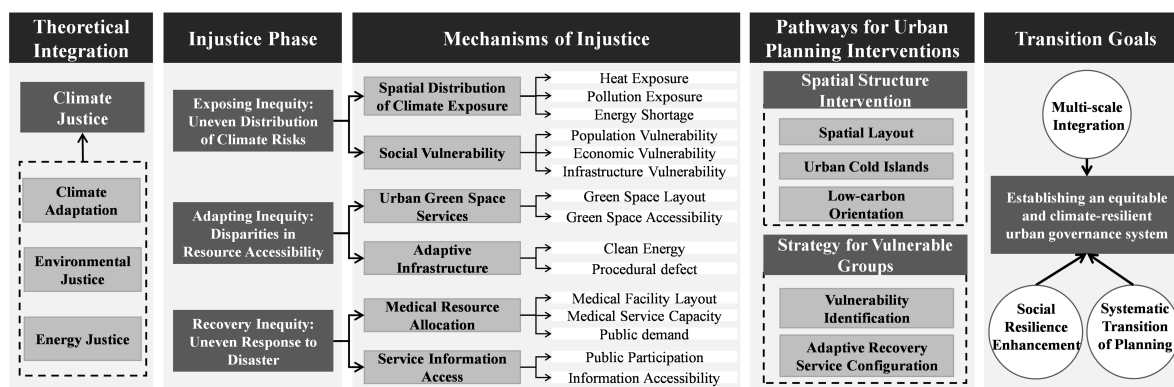 Theoretical
Integration
Climate
Justice
Climate
Adaptation
Environmental
Justice
Energy Justice
Injustice Phase
Exposing Inequity:
Uneven Distribution
of Climate Risks
Adapting Inequity:
Disparities in
Resource Accessibility
Recovery Inequity:
Uneven Response to
Disaster
Mechanisms of Injustice
Spatial Distribution
of Climate Exposure
Heat Exposure
Pollution Exposure
Energy Shortage
Social Vulnerability
Population Vulnerability
Economic Vulnerability
Infrastructure Vulnerability
Urban Green Space
Services
Green Space Layout
Green Space Accessibility
Adaptive
Infrastructure
Clean Energy
Procedural defect
Medical Resource
Allocation
Medical Facility Layout
Medical Service Capacity
Public demand
Service Information
Access
Public Participation
Information Accessibility
Pathways for Urban
Planning Interventions
Spatial Structure
Intervention
Spatial Layout
Urban Cold Islands
Low-carbon
Orientation
Strategy for Vulnerable
Groups
Vulnerability
Identification
Adaptive Recovery
Service Configuration
Transition Goals
Multi-scale
Integration
Establishing an equitable
and climate-resilient
urban governance system
Social
Resilience
Enhancement
Systematic
Transition
of Planning